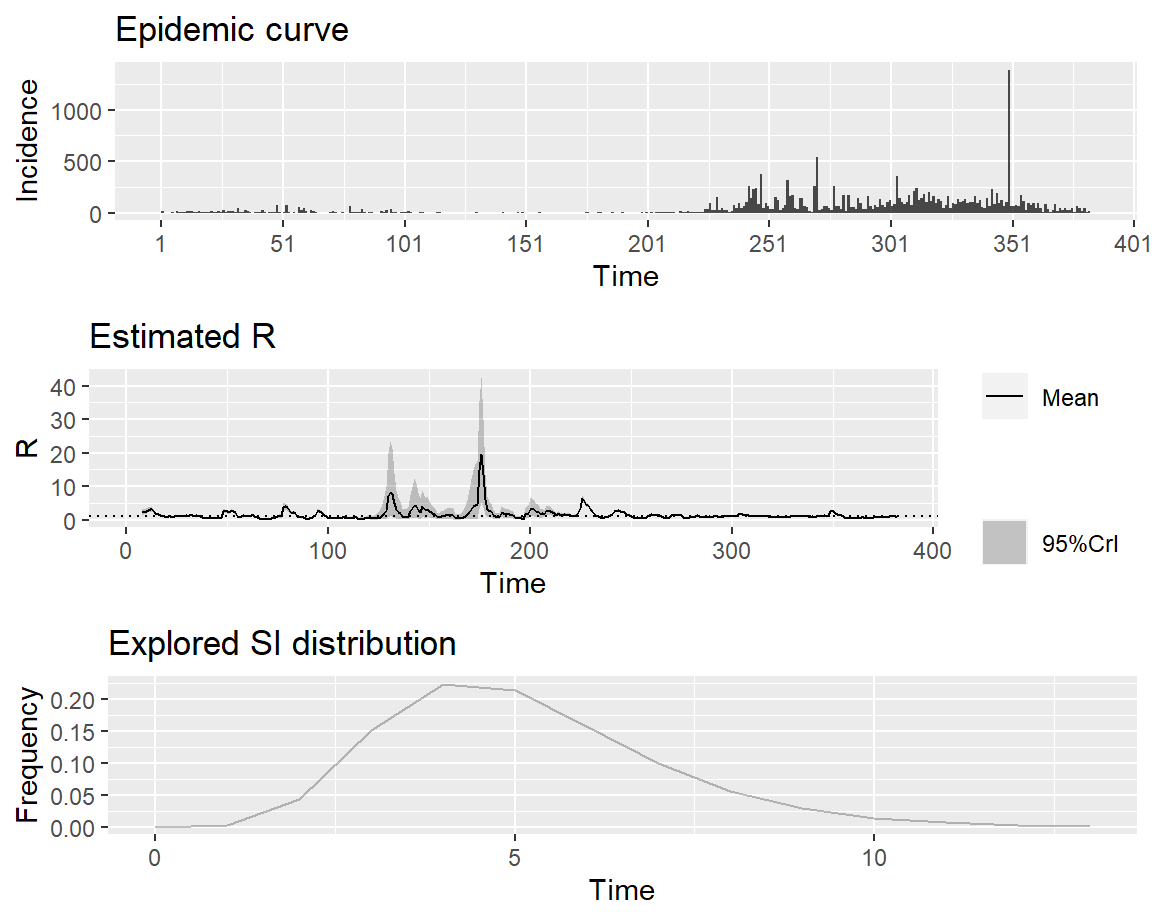 Epidemic curve
Incidence
1000
500
0
1 51 101 151 201 251 301 351 401
Time
Estimated R
R
40
30
20
10
0
0 100 200 300 400
Time
Mean
95%CrI
Explored SI distribution
Frequency
0.20
0.15
0.10
0.05
0.00
0 5 10
Time